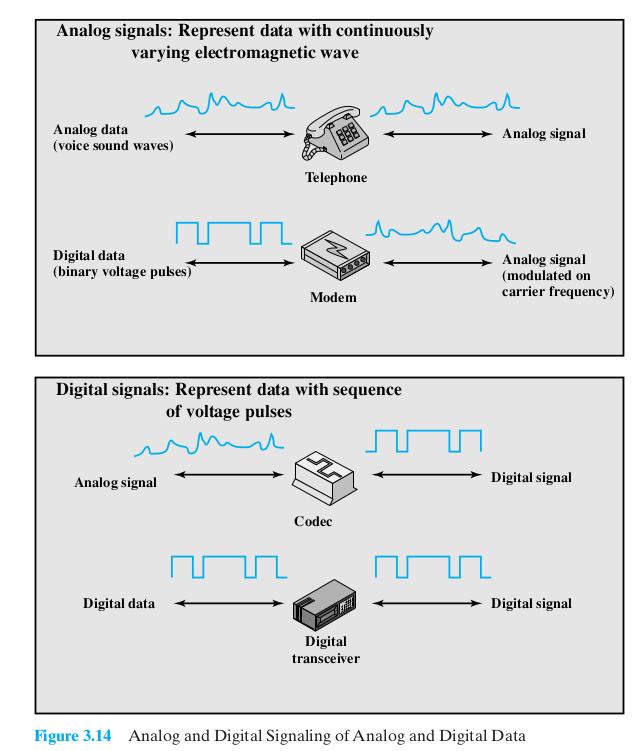 Analog signals: Represent data with continuously
varying electromagnetic wave
Analog data
(voice sound waves)
Analog signal
Telephone
Digital data
(binary voltage pulses)
Analog signal
(modulated on
carrier frequency)
Modem
Digital signals: Represent data with sequence
of voltage pulses
Analog signal
Digital signal
Codec
Digital data
Digital signal
Digital
transceiver
Figure 3.14 Analog and Digital Signaling of Analog and Digital Data